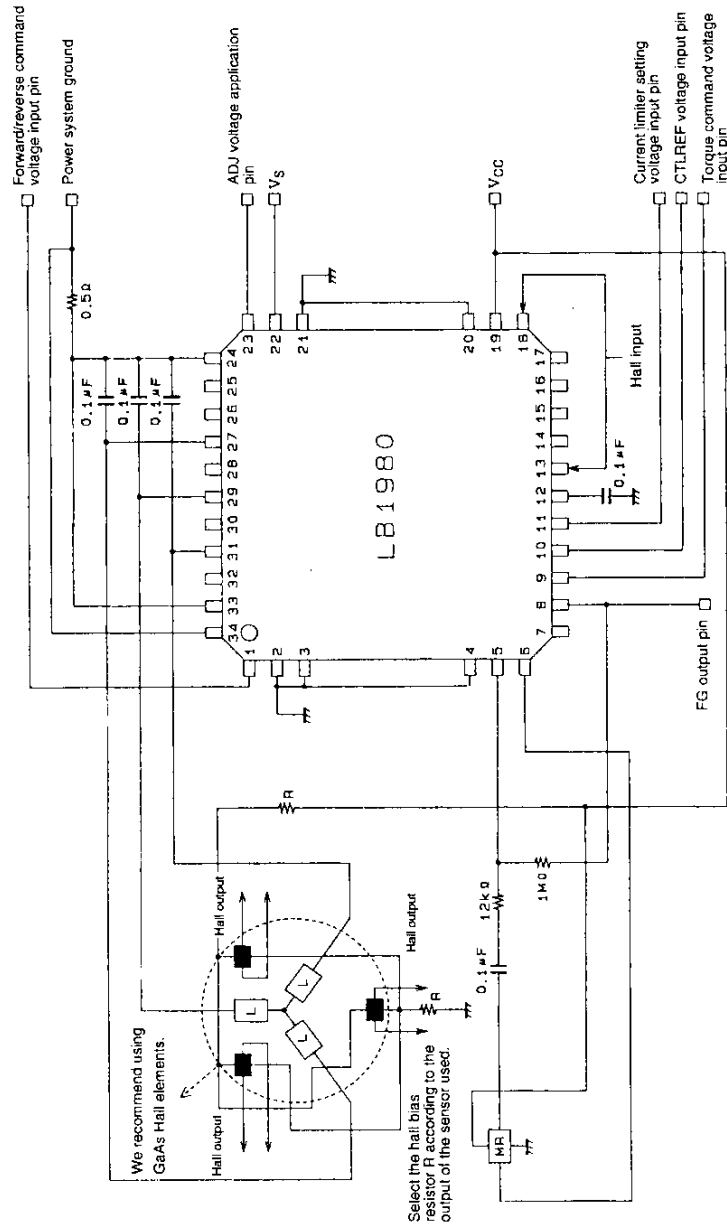 Forward/reverse command
voltage input pin
Power system ground
ADJ voltage application
pin
VS
VCC
Current limiter setting
voltage input pin
CTLREF voltage input pin
Torque command voltage
input pin
0.5Ω
0.1µF
0.1µF
0.1µF
34
33
32
31
30
29
28
27
26
25
24
23
22
21
20
19
18
1
2
3
4
5
6
LB1980
7
8
9
10
11
12
13
14
15
16
17
0.1µF
Hall input
FG output pin
We recommend using
GaAs Hall elements.
Hall output
Hall output
Hall output
L
L
L
R
R
Select the hall bias
resistor R according to the
output of the sensor used.
0.1µF
12kΩ
1MΩ
MR